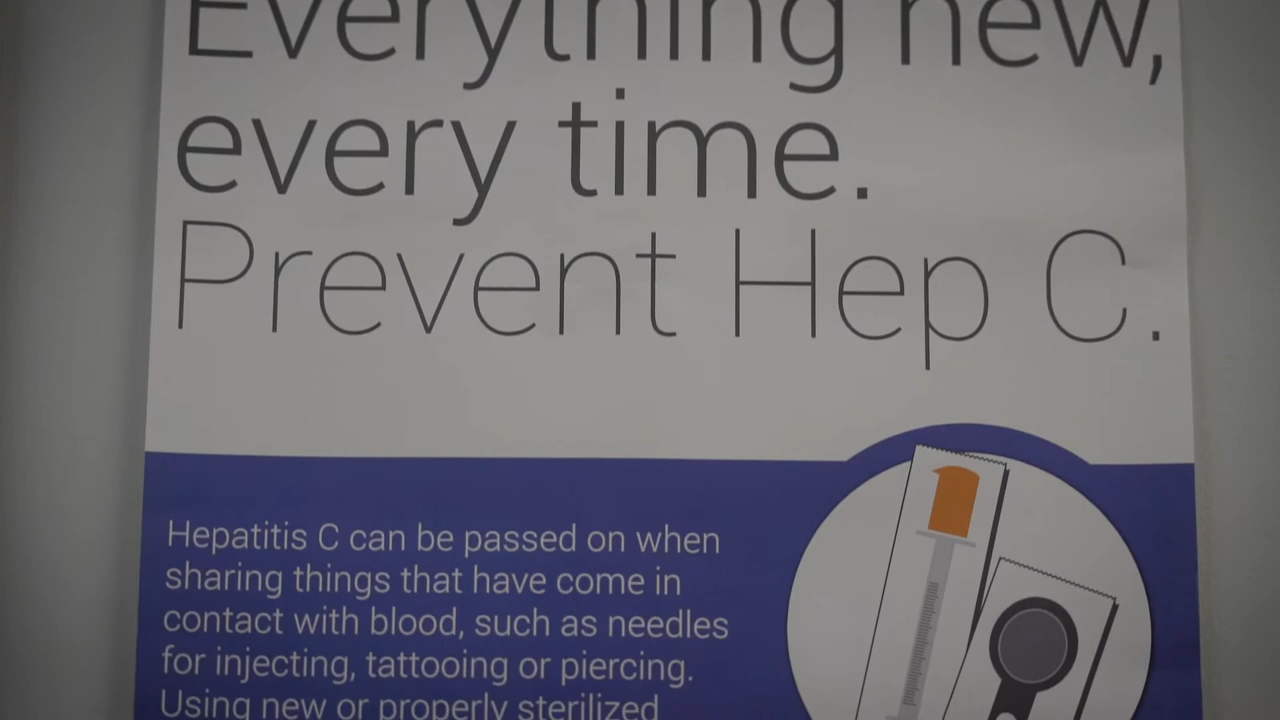 Everything new,
every time.
Prevent Hep C.
Hepatitis C can be passed on when
sharing things that have come in
contact with blood, such as needles
for injecting, tattooing or piercing.
Using new or properly sterilized